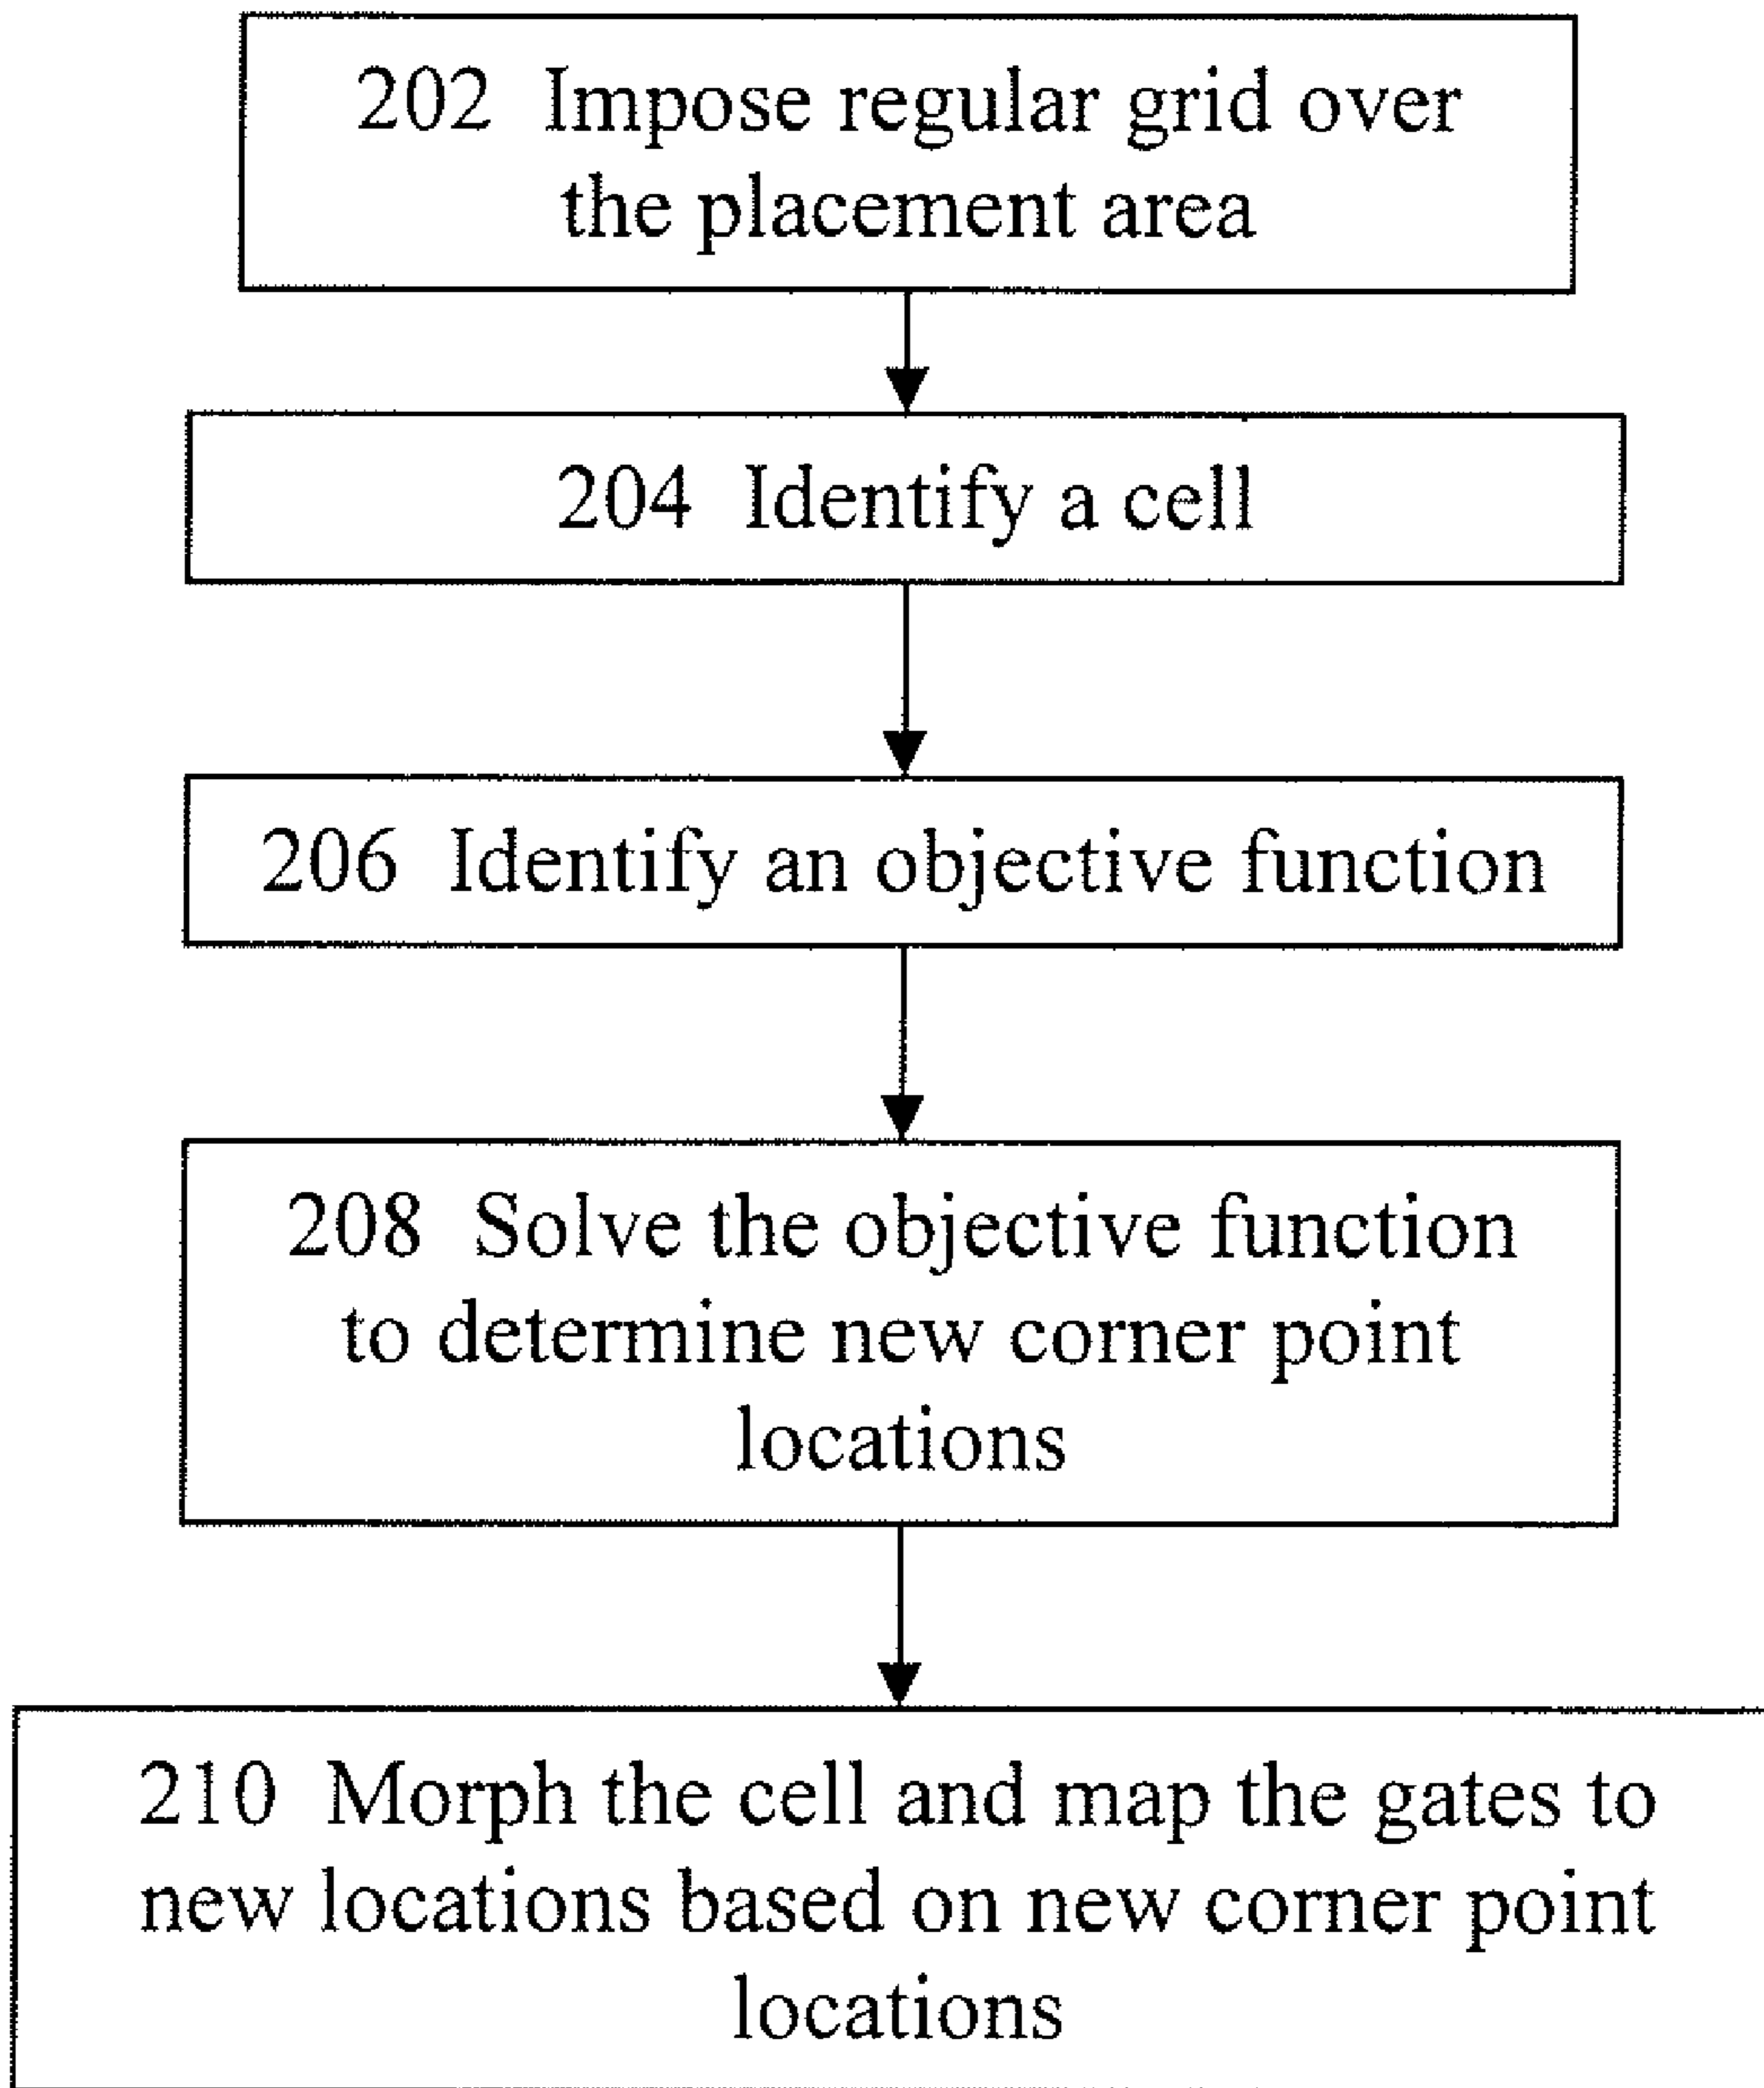 202 Impose regular grid over
the placement area
204 Identify a cell
206 Identify an objective function
208 Solve the objective function
to determine new corner point
locations
210 Morph the cell and map the gates to
new locations based on new corner point
locations